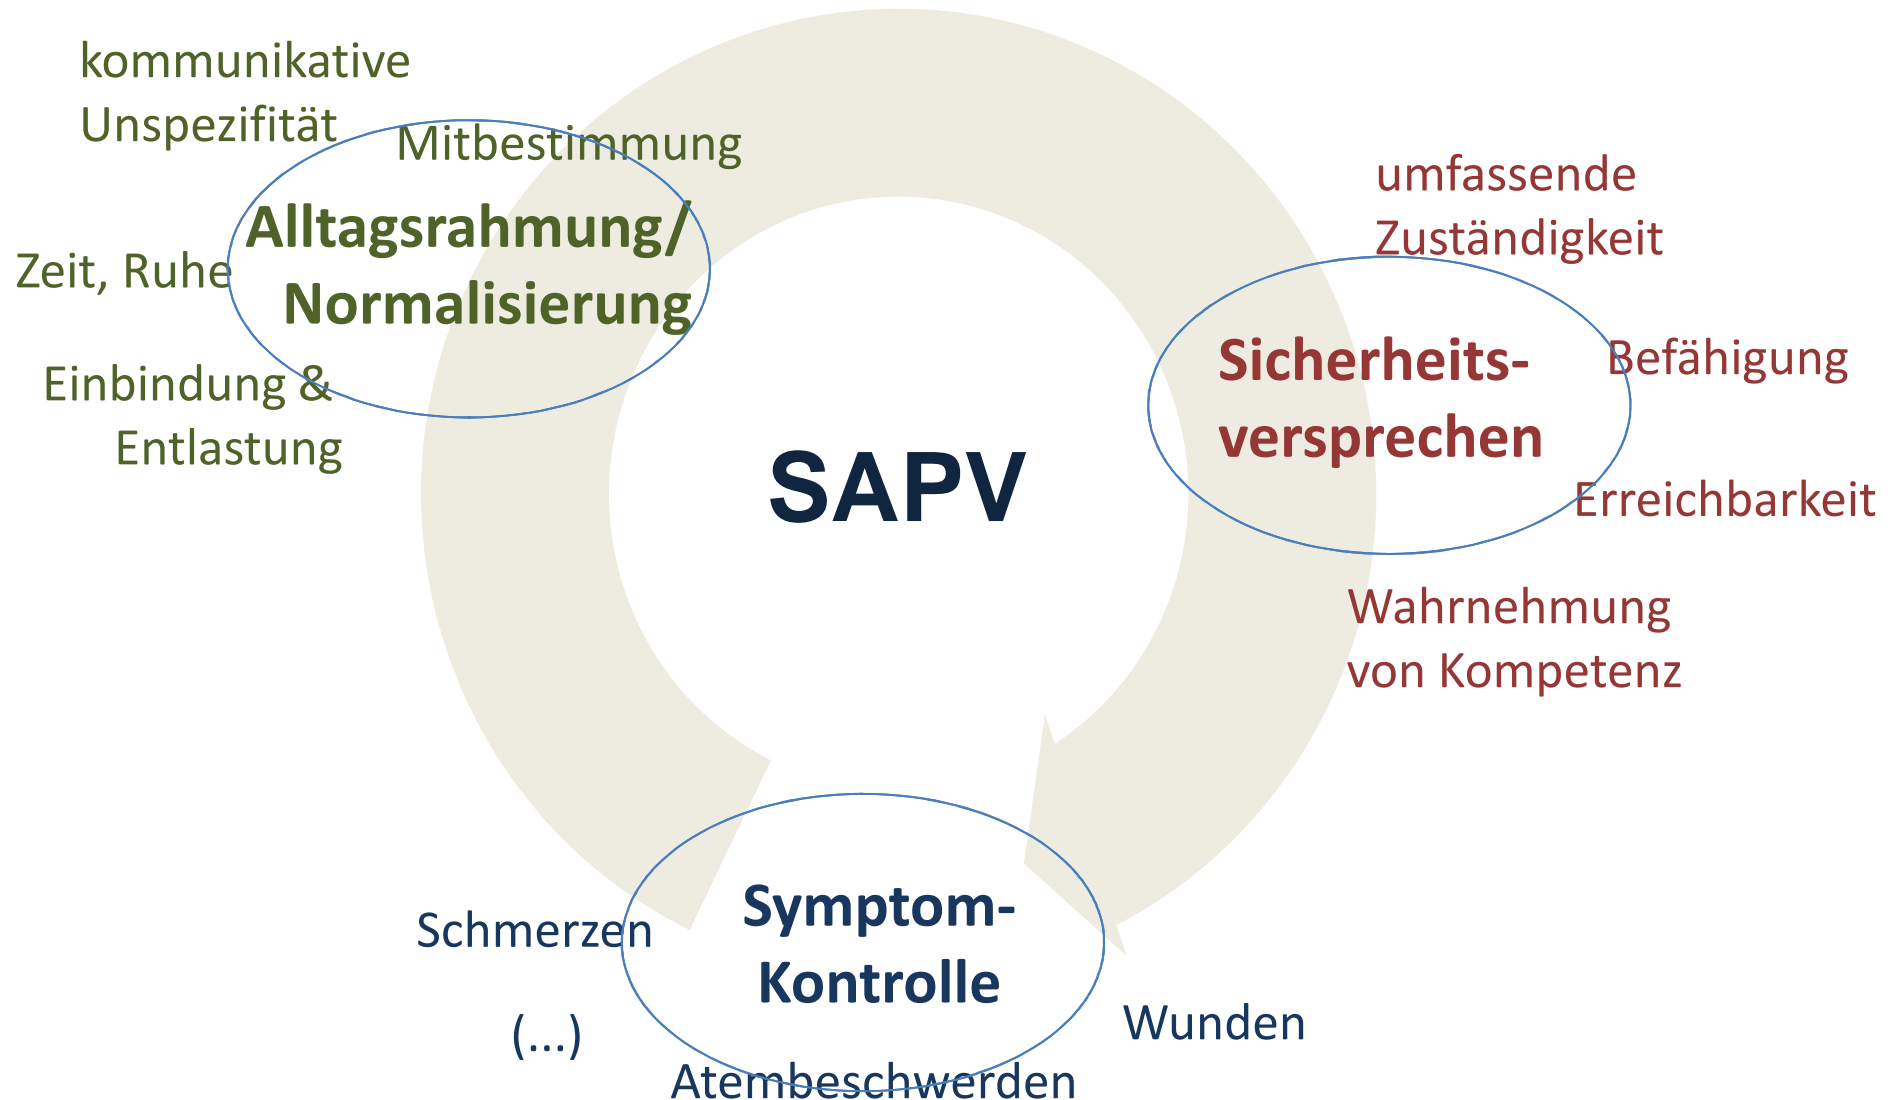 kommunikative
Unspezifität
Mitbestimmung
Alltagsrahmung/
Normalisierung
Zeit, Ruhe
Einbindung &
Entlastung
SAPV
umfassende
Zuständigkeit
Sicherheits-
versprechen
Befähigung
Erreichbarkeit
Wahrnehmung
von Kompetenz
Symptom-
Kontrolle
Schmerzen
(...)
Atembeschwerden
Wunden